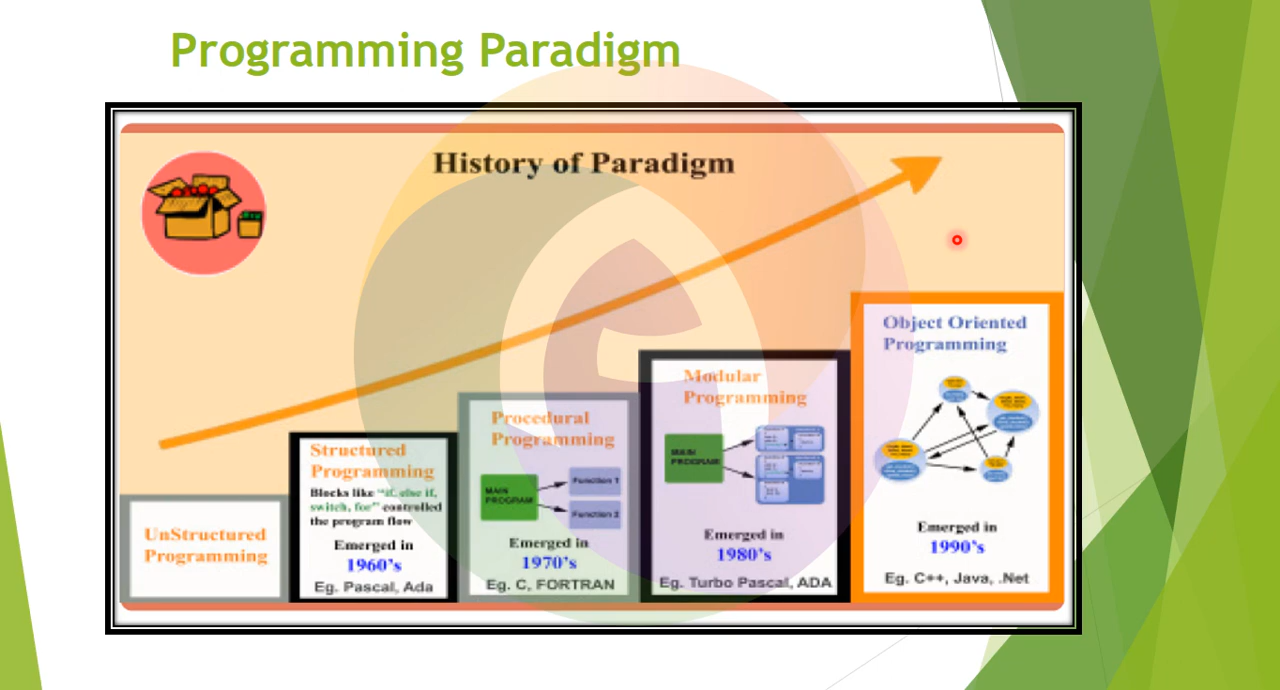 Programming Paradigm
History of Paradigm
UnStructured
Programming
Structured
Programming
Blocks like "if, else if,
switch, for" controlled
the program flow
Emerged in
1960's
Eg. Pascal, Ada
Procedural
Programming
MAIN
PROGRAM
Function 1
Function 2
Emerged in
1970's
Eg. C, FORTRAN
Modular
Programming
MAIN
PROGRAM
Emerged in
1980's
Eg. Turbo Pascal, ADA
Object Oriented
Programming
Emerged in
1990's
Eg. C++, Java, .Net